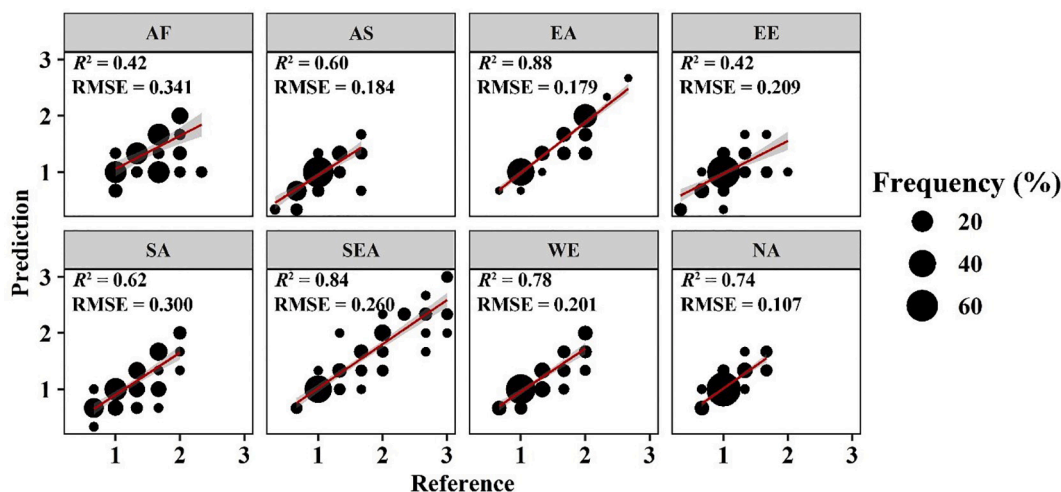 AF AS EA EE
R² = 0.42 R² = 0.60 R² = 0.88 R² = 0.42
RMSE = 0.341 RMSE = 0.184 RMSE = 0.179 RMSE = 0.209
3
2
1
SA SEA WE NA
R² = 0.62 R² = 0.84 R² = 0.78 R² = 0.74
RMSE = 0.300 RMSE = 0.260 RMSE = 0.201 RMSE = 0.107
3
2
1
1 2 3 1 2 3 1 2 3 1 2 3
Prediction
Reference
Frequency (%)
20
40
60